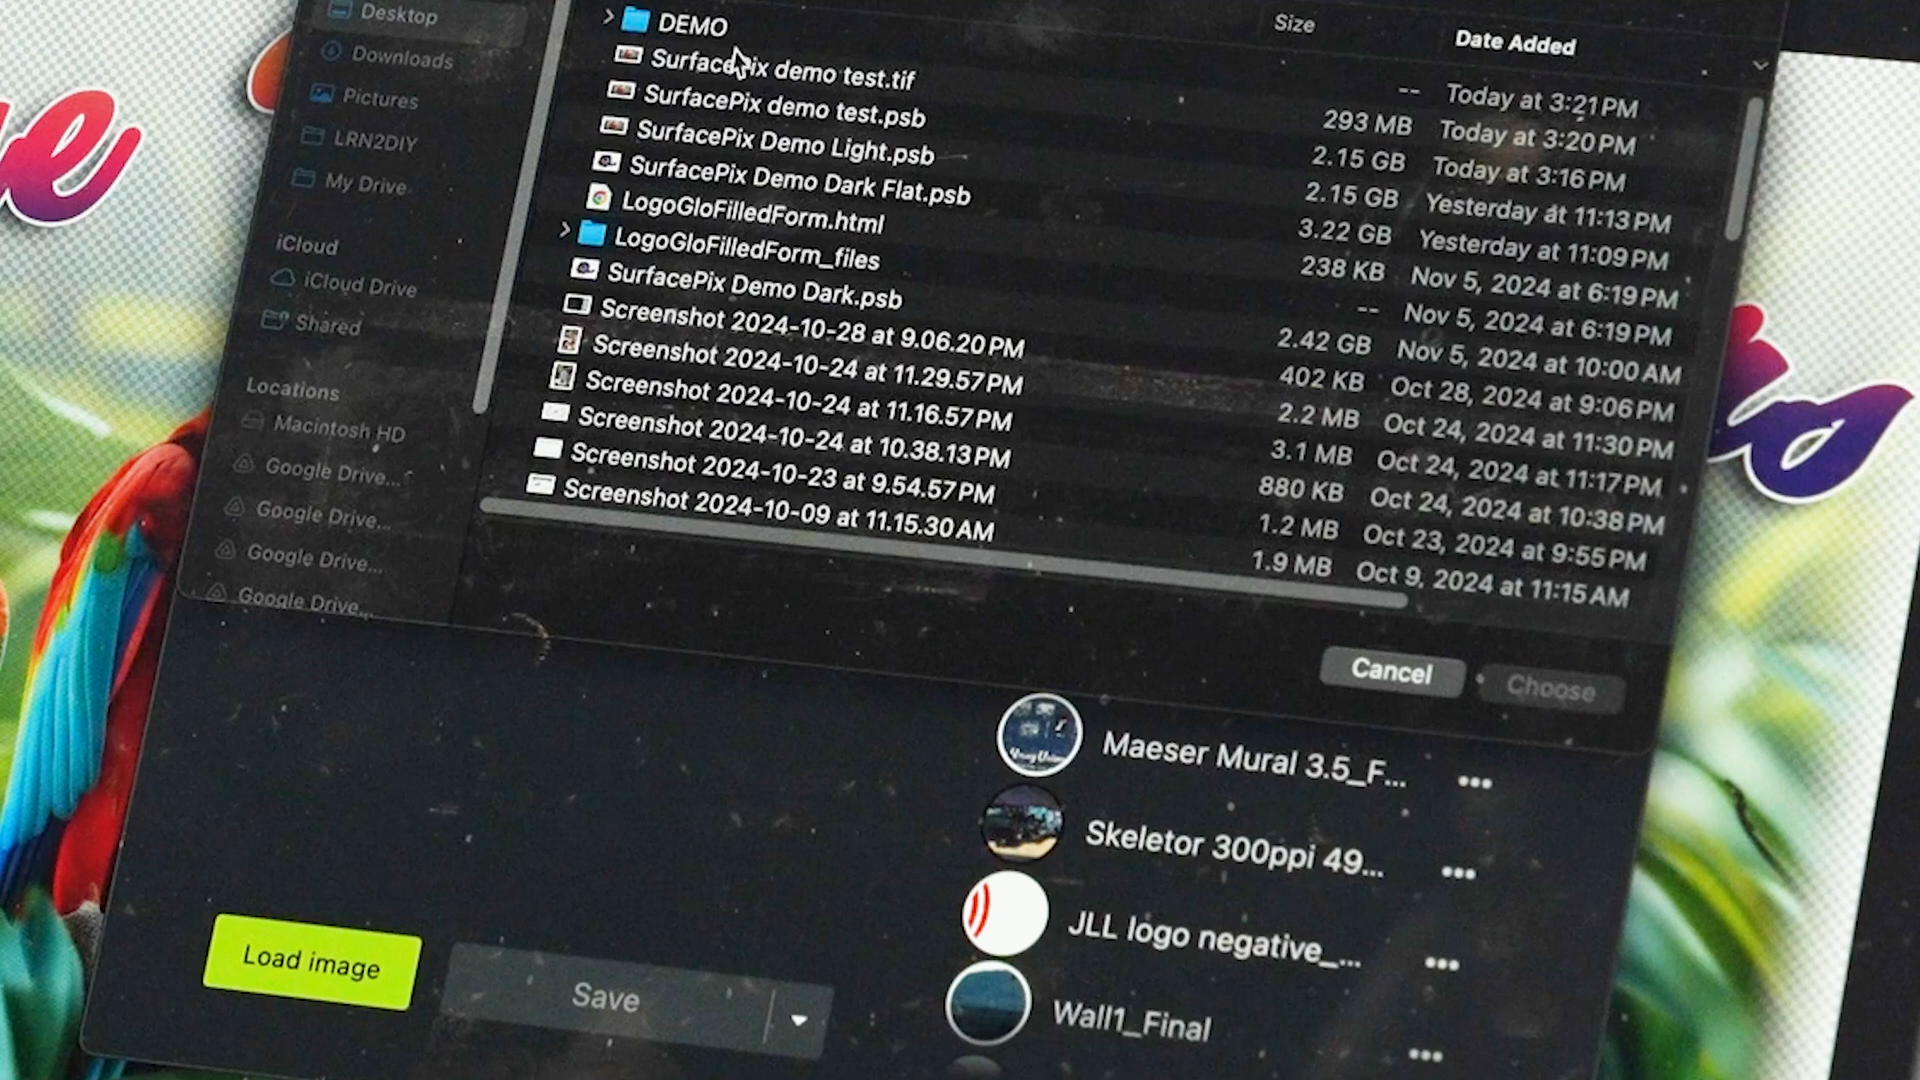 Desktop
Downloads
Pictures
LRN2DIY
My Drive
iCloud
iCloud Drive
Shared
Locations
Macintosh HD
Google Drive...
Google Drive...
Google Drive...
Google Drive...
Size Date Added
DEMO -- Today at 3:21 PM
SurfacePix demo test.tif 293 MB Today at 3:20 PM
SurfacePix demo test.psb 2.15 GB Today at 3:16 PM
SurfacePix Demo Light.psb 2.15 GB Yesterday at 11:13 PM
SurfacePix Demo Dark Flat.psb 3.22 GB Yesterday at 11:09 PM
LogoGloFilledForm.html 238 KB Nov 5, 2024 at 6:19 PM
LogoGloFilledForm_files -- Nov 5, 2024 at 6:19 PM
SurfacePix Demo Dark.psb 2.42 GB Nov 5, 2024 at 10:00 AM
Screenshot 2024-10-28 at 9.06.20 PM 402 KB Oct 28, 2024 at 9:06 PM
Screenshot 2024-10-24 at 11.29.57 PM 2.2 MB Oct 24, 2024 at 11:30 PM
Screenshot 2024-10-24 at 11.16.57 PM 3.1 MB Oct 24, 2024 at 11:17 PM
Screenshot 2024-10-24 at 10.38.13 PM 880 KB Oct 24, 2024 at 10:38 PM
Screenshot 2024-10-23 at 9.54.57 PM 1.2 MB Oct 23, 2024 at 9:55 PM
Screenshot 2024-10-09 at 11.15.30 AM 1.9 MB Oct 9, 2024 at 11:15 AM
Cancel Choose
Maeser Mural 3.5_F...
Skeletor 300ppi 49...
JLL logo negative_...
Wall1_Final
Load image Save